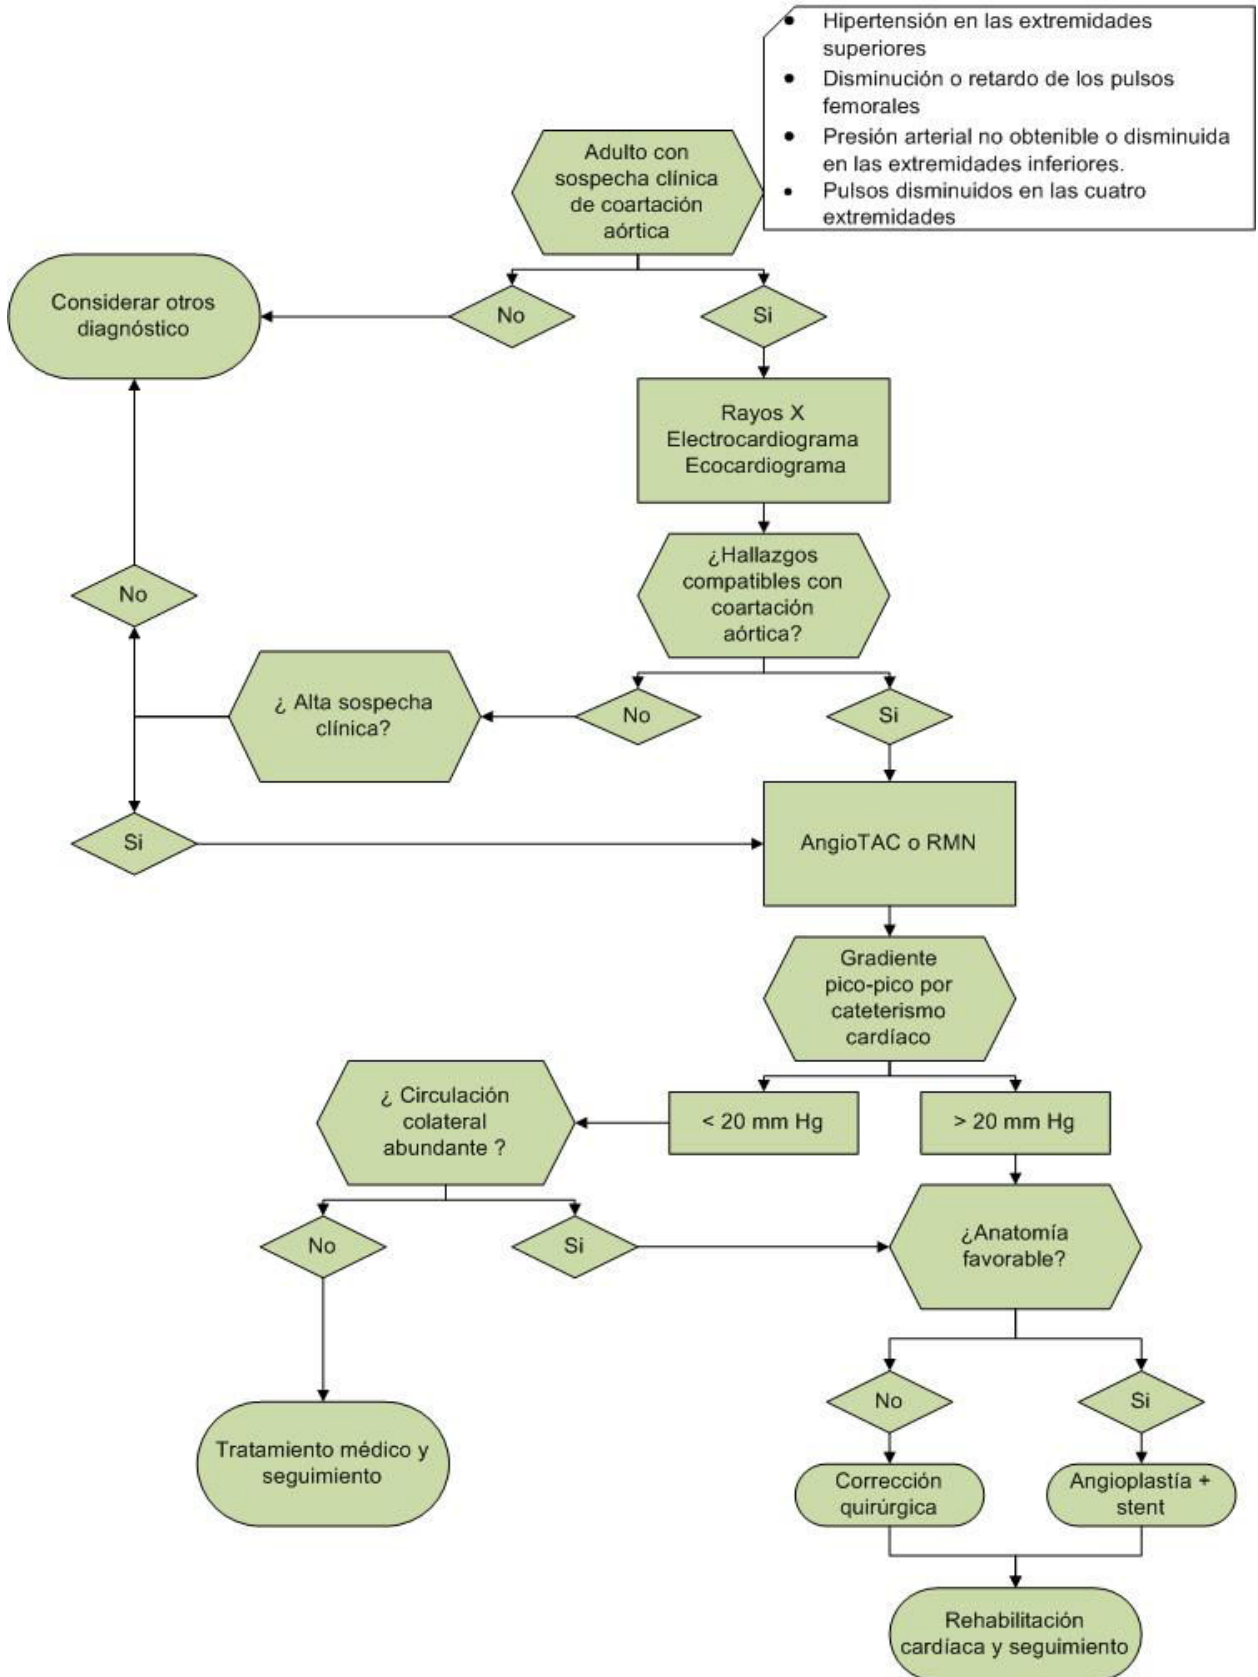 • Hipertensión en las extremidades
superiores
• Disminución o retardo de los pulsos
femorales
• Presión arterial no obtenible o disminuida
en las extremidades inferiores.
• Pulsos disminuidos en las cuatro
extremidades
Adulto con
sospecha clínica
de coartación
aórtica
Considerar otros
diagnóstico
No
Si
Rayos X
Electrocardiograma
Ecocardiograma
¿Hallazgos
compatibles con
coartación
aórtica?
No
¿ Alta sospecha
clínica?
No
Si
Si
AngioTAC o RMN
Gradiente
pico-pico por
cateterismo
cardíaco
¿ Circulación
colateral
abundante ?
< 20 mm Hg
> 20 mm Hg
No
Si
¿Anatomía
favorable?
No
Si
Tratamiento médico y
seguimiento
Corrección
quirúrgica
Angioplastía +
stent
Rehabilitación
cardíaca y seguimiento